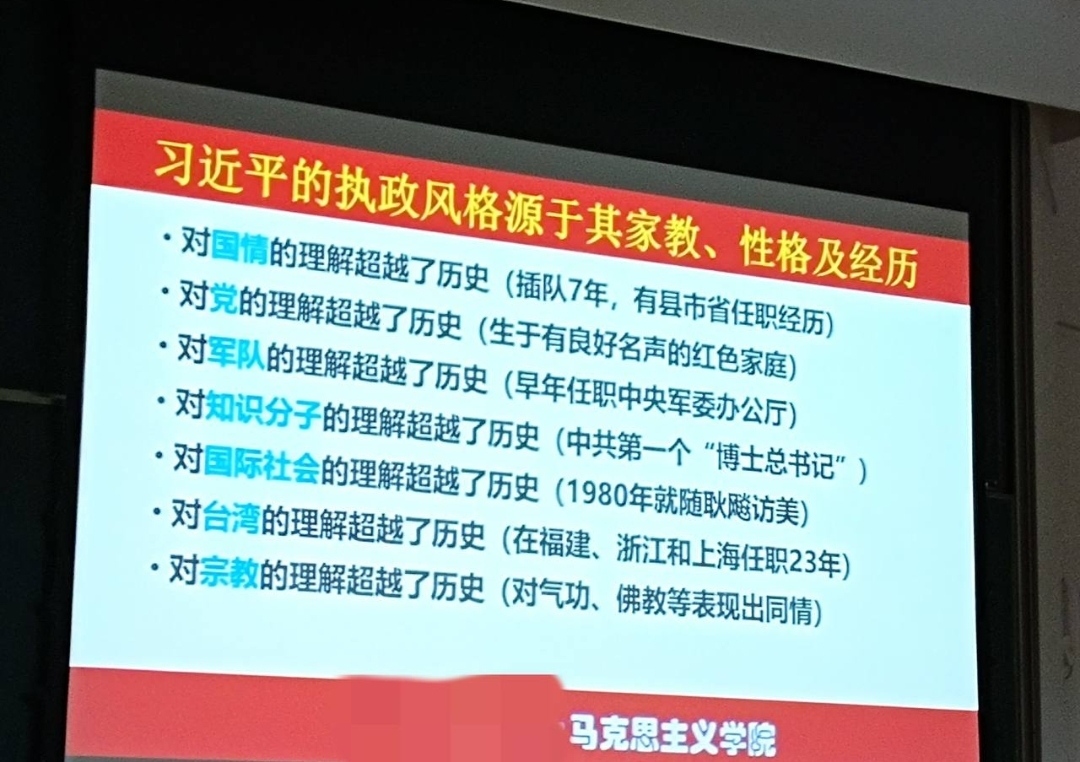 习近平的执政风格源于其家教、性格及经历
·对国情的理解超越了历史（插队7年，有县市省任职经历）
·对党的理解超越了历史（生于有良好名声的红色家庭）
·对军队的理解超越了历史（早年任职中央军委办公厅）
·对知识分子的理解超越了历史（中共第一个“博士总书记”）
·对国际社会的理解超越了历史（1980年就随耿飚访美）
·对台湾的理解超越了历史（在福建、浙江和上海任职23年）
·对宗教的理解超越了历史（对气功、佛教等表现出同情）
马克思主义学院